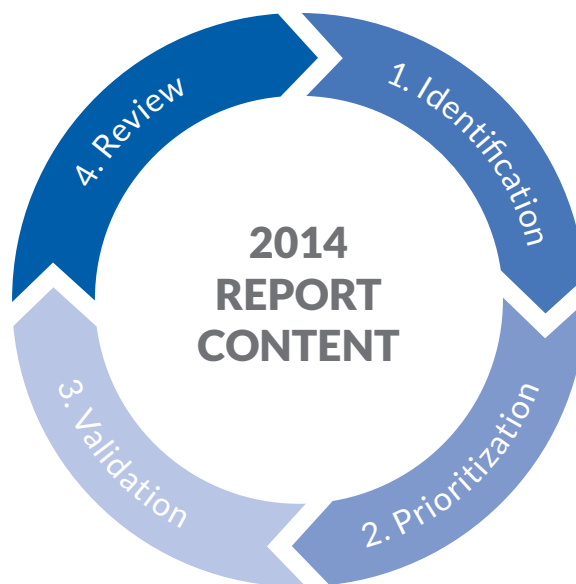 1. Identification
2. Prioritization
3. Validation
4. Review
2014
REPORT
CONTENT